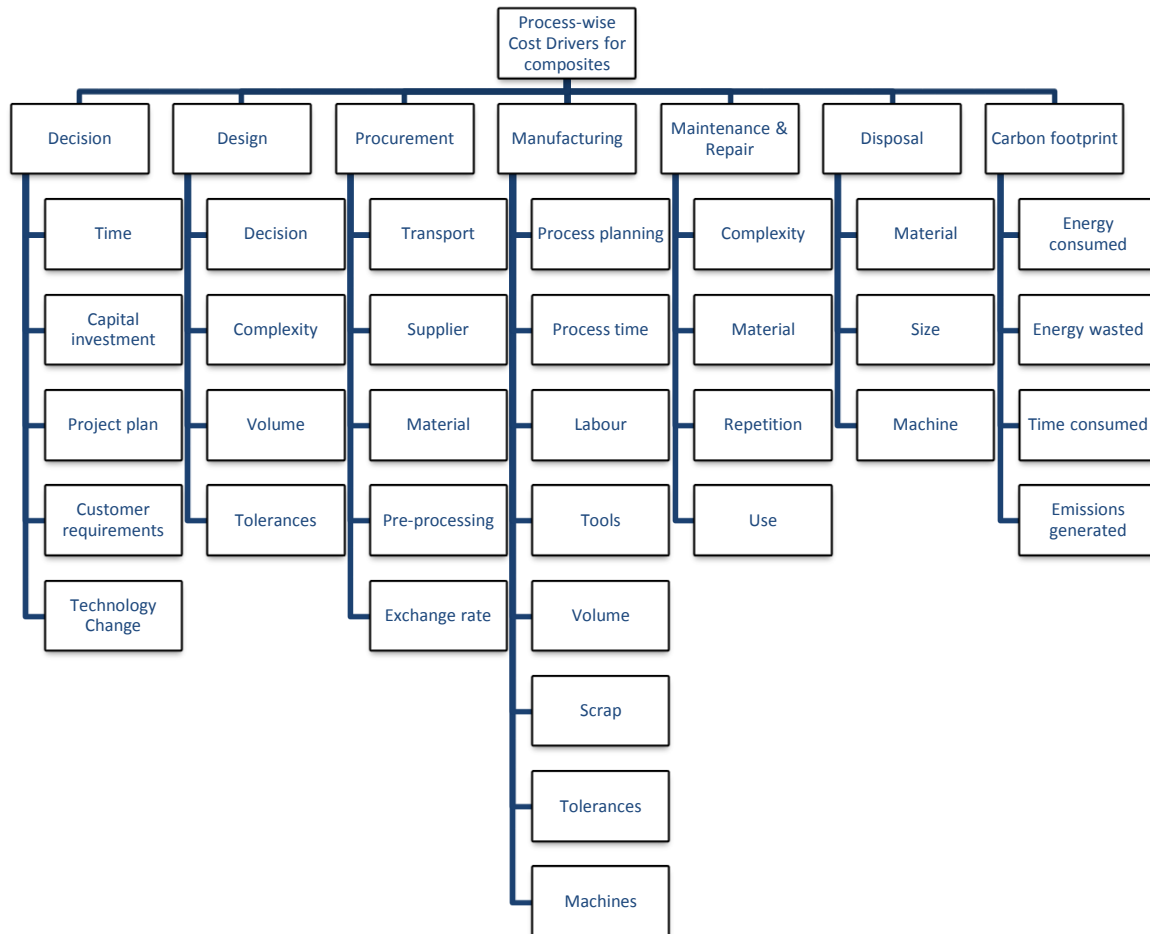 Process-wise
Cost Drivers for
composites
Decision
Design
Procurement
Manufacturing
Maintenance &
Repair
Disposal
Carbon footprint
Time
Decision
Transport
Process planning
Complexity
Material
Energy
consumed
Capital
investment
Complexity
Supplier
Process time
Material
Size
Energy wasted
Project plan
Volume
Material
Labour
Repetition
Machine
Time consumed
Customer
requirements
Tolerances
Pre-processing
Tools
Use
Emissions
generated
Technology
Change
Exchange rate
Volume
Scrap
Tolerances
Machines